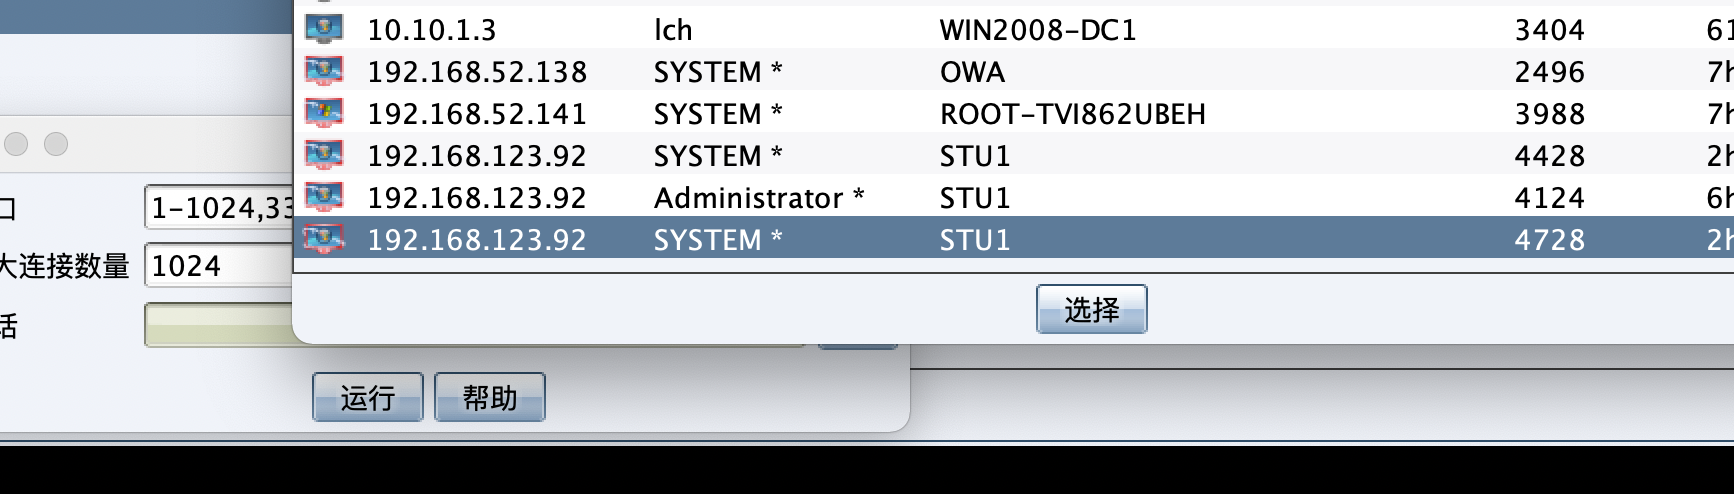 10.10.1.3 lch WIN2008-DC1 3404 61
192.168.52.138 SYSTEM * OWA 2496 7h
192.168.52.141 SYSTEM * ROOT-TVI862UBEH 3988 7h
192.168.123.92 SYSTEM * STU1 4428 2h
192.168.123.92 Administrator * STU1 4124 6h
192.168.123.92 SYSTEM * STU1 4728 2h
选择
口 1-1024,33
大连接数量 1024
话
运行 帮助